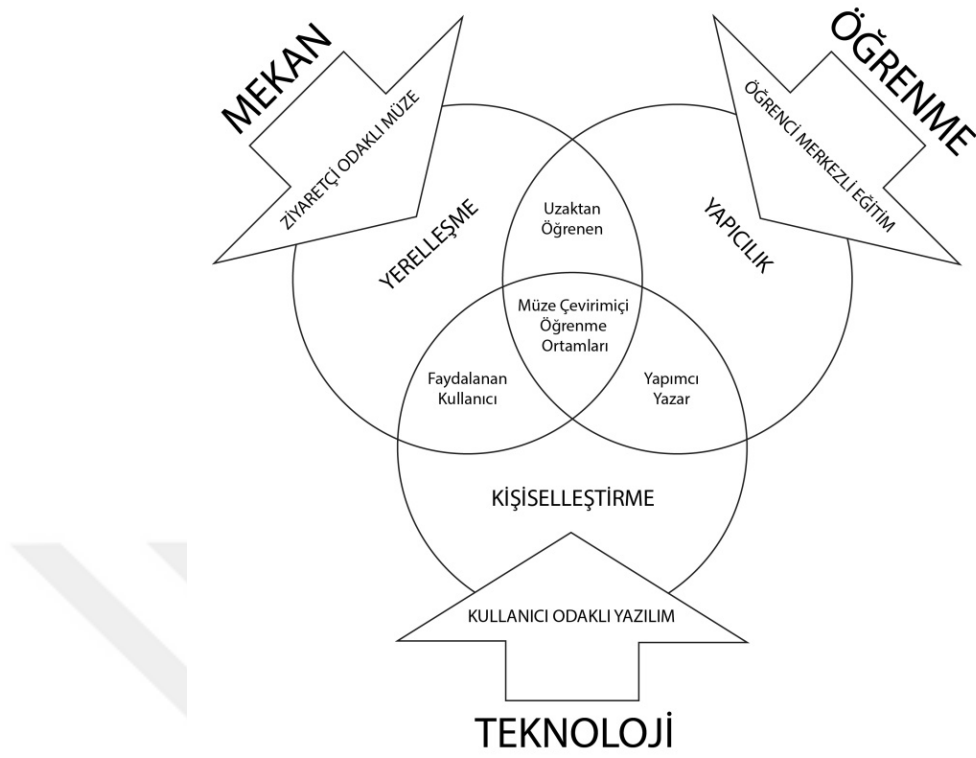 MEKAN
ZİYARETÇİ ODAKLI MÜZE
YERELLEŞME
ÖĞRENME
ÖĞRENCİ MERKEZLİ EĞİTİM
YAPICILIK
Uzaktan
Öğrenen
Müze Çevirimiçi
Öğrenme
Ortamları
Faydalanan
Kullanıcı
Yapımcı
Yazar
KİŞİSELLEŞTİRME
KULLANICI ODAKLI YAZILIM
TEKNOLOJİ